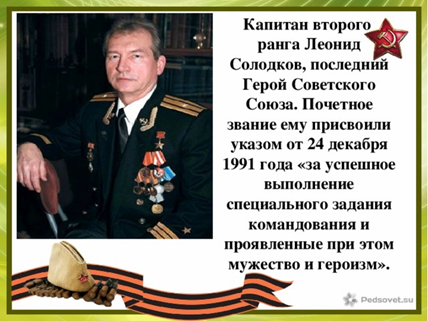 Капитан второго
ранга Леонид
Солодков, последний
Герой Советского
Союза. Почетное
звание ему присвоили
указом от 24 декабря
1991 года «за успешное
выполнение
специального задания
командования и
проявленные при этом
мужество и героизм».
Pedsovet.su